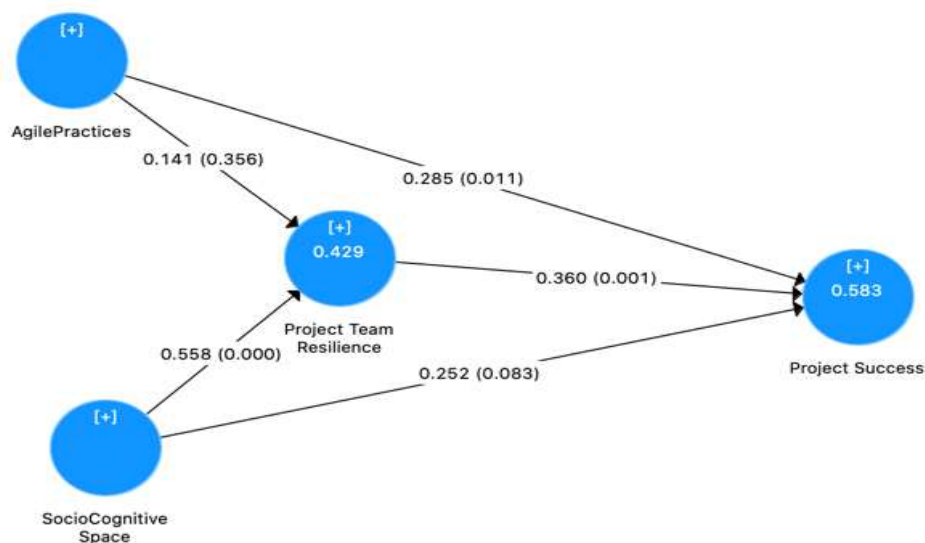 [+]
AgilePractices
0.141 (0.356)
0.285 (0.011)
[+]
0.429
Project Team
Resilience
0.360 (0.001)
[+]
0.583
Project Success
0.558 (0.000)
0.252 (0.083)
[+]
SocioCognitive
Space